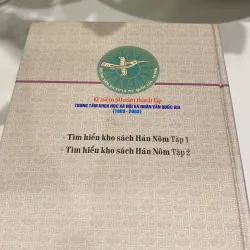 Kỉ niệm 50 năm thành lập
TRUNG TÂM KHOA HỌC XÃ HỘI VÀ NHÂN VĂN QUỐC GIA
(1953 - 2003)
- Tìm hiểu kho sách Hán Nôm Tập 1
- Tìm hiểu kho sách Hán Nôm Tập 2